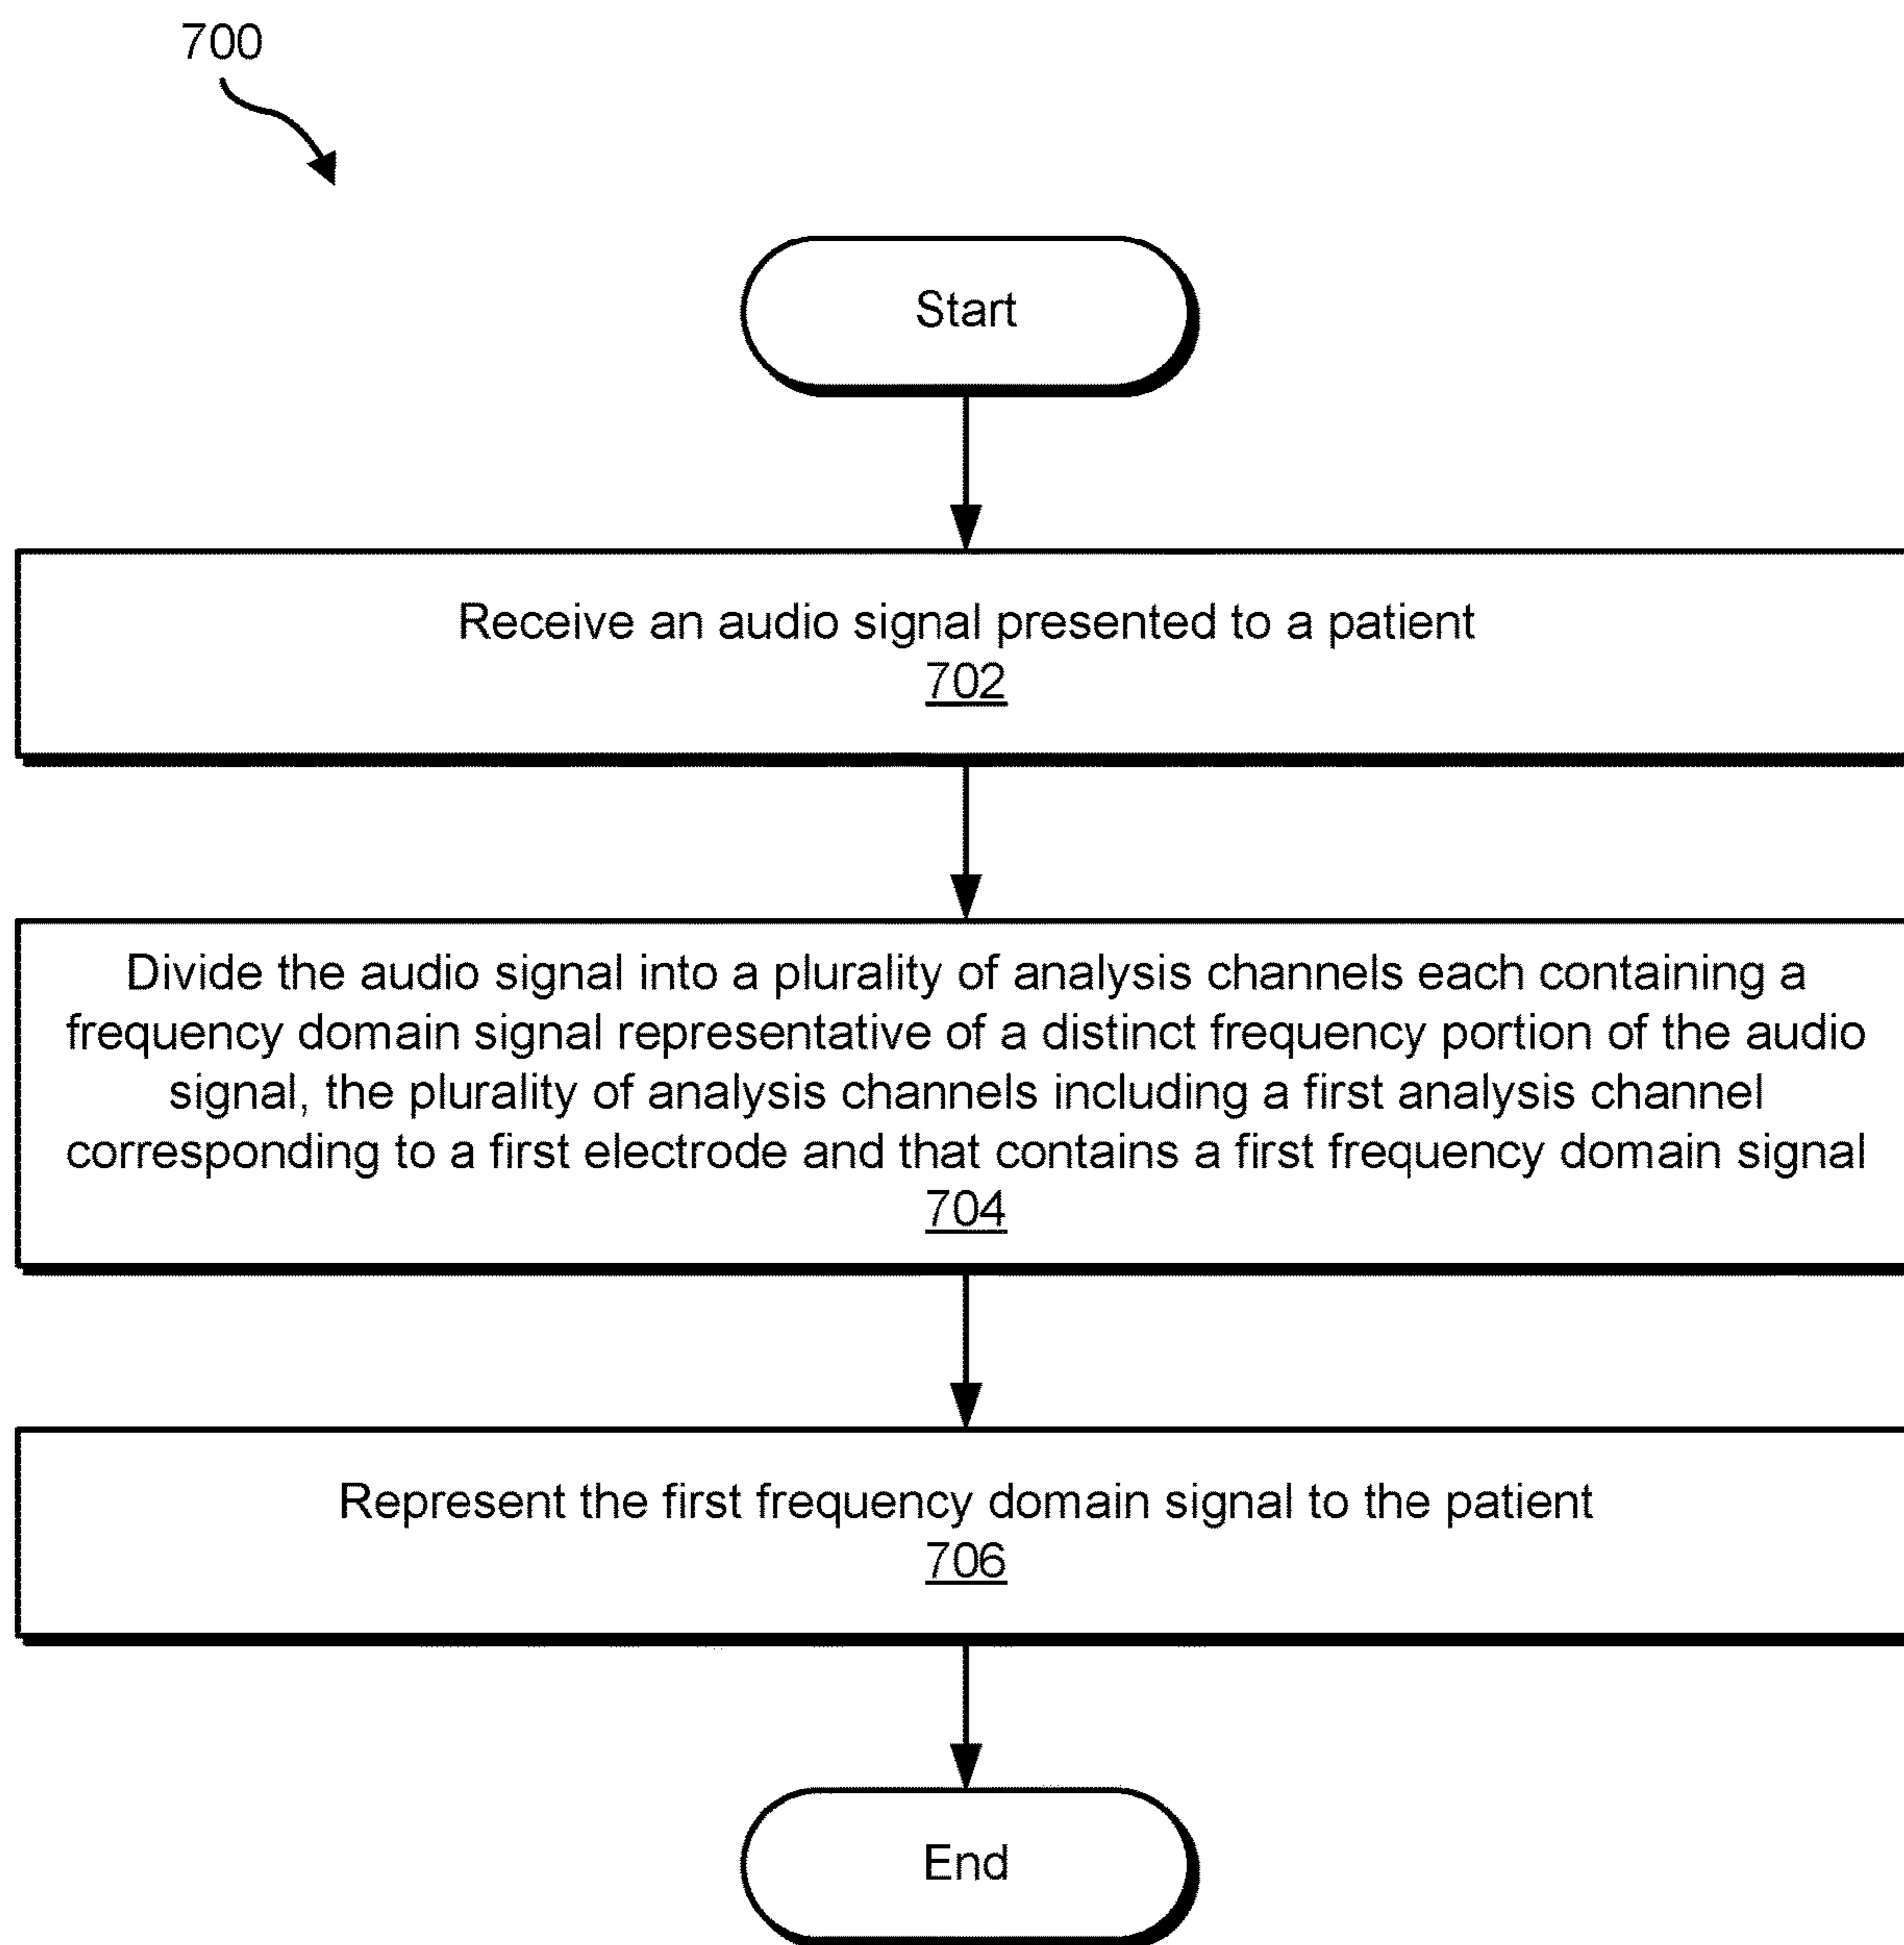 700
Start
Receive an audio signal presented to a patient
702
Divide the audio signal into a plurality of analysis channels each containing a
frequency domain signal representative of a distinct frequency portion of the audio
signal, the plurality of analysis channels including a first analysis channel
corresponding to a first electrode and that contains a first frequency domain signal
704
Represent the first frequency domain signal to the patient
706
End